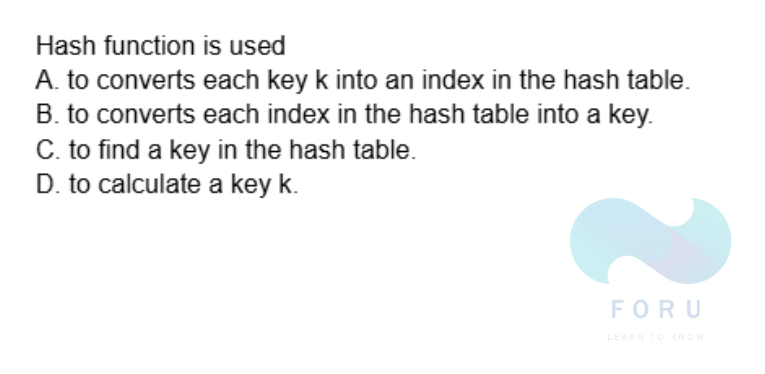 Hash function is used
A. to converts each key k into an index in the hash table.
B. to converts each index in the hash table into a key.
C. to find a key in the hash table.
D. to calculate a key k.
FORU
LEARN TO KNOW